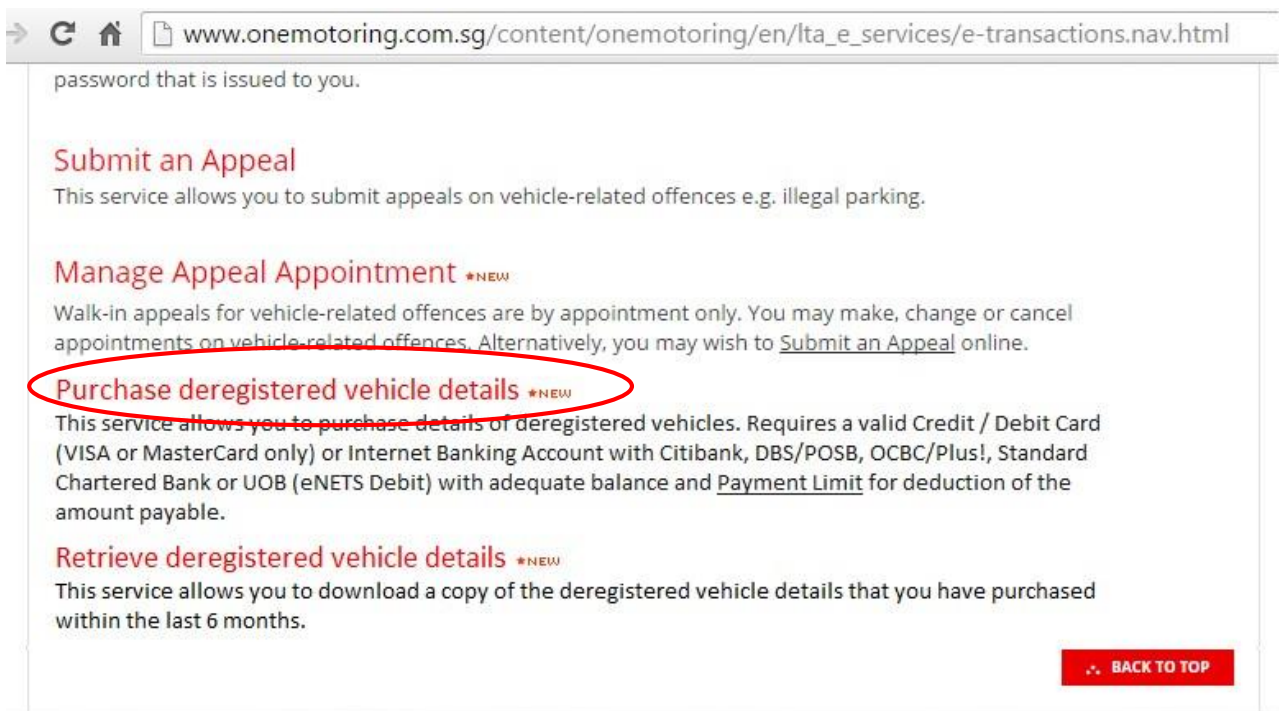 www.onemotoring.com.sg/content/onemotoring/en/lta_e_services/e-transactions.nav.html
password that is issued to you.
Submit an Appeal
This service allows you to submit appeals on vehicle-related offences e.g. illegal parking.
Manage Appeal Appointment *NEW
Walk-in appeals for vehicle-related offences are by appointment only. You may make, change or cancel
appointments on vehicle-related offences. Alternatively, you may wish to Submit an Appeal online.
Purchase deregistered vehicle details *NEW
This service allows you to purchase details of deregistered vehicles. Requires a valid Credit / Debit Card
(VISA or MasterCard only) or Internet Banking Account with Citibank, DBS/POSB, OCBC/Plus!, Standard
Chartered Bank or UOB (eNETS Debit) with adequate balance and Payment Limit for deduction of the
amount payable.
Retrieve deregistered vehicle details *NEW
This service allows you to download a copy of the deregistered vehicle details that you have purchased
within the last 6 months.
BACK TO TOP